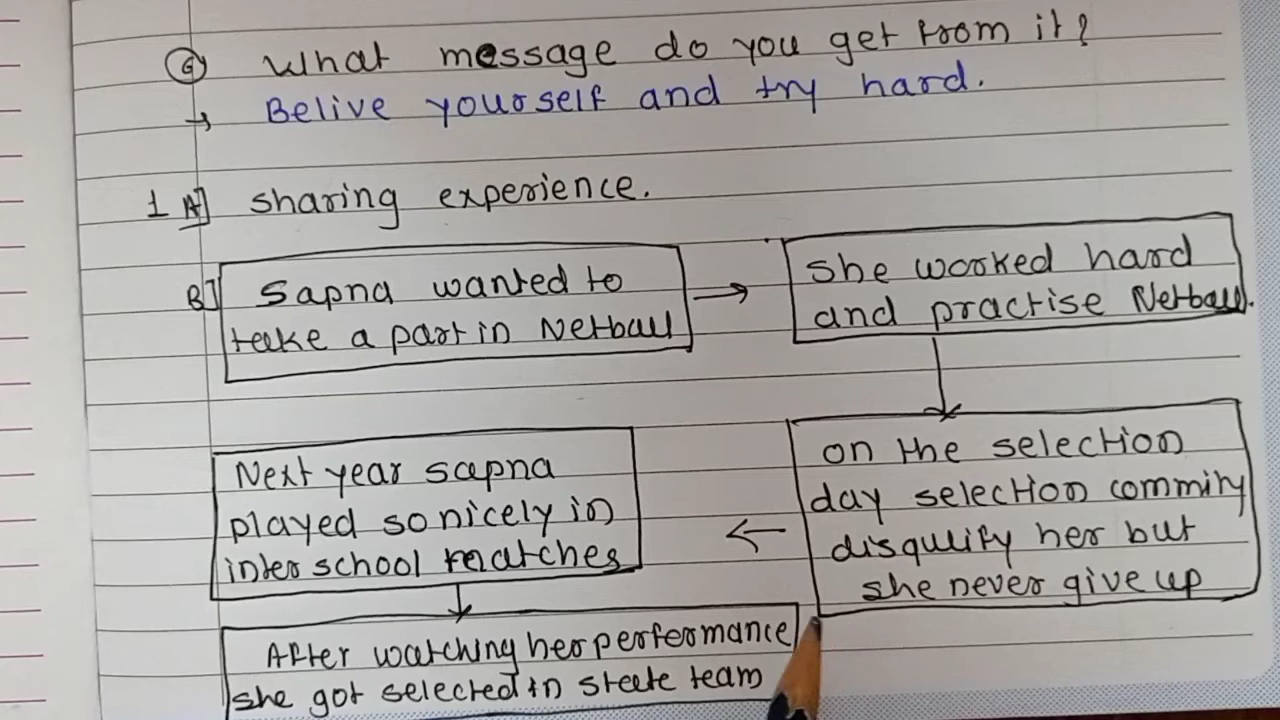 G What message do you get from it?
→ Belive yourself and try hard.
1 A] sharing experience.
B] Sapna wanted to
take a part in Netball
→
She worked hard
and practise Netball.
on the selection
day selection commity
disqulify her but
she never give up
←
Next year sapna
played so nicely in
inter school matches
After watching her performance
she got selected in state team